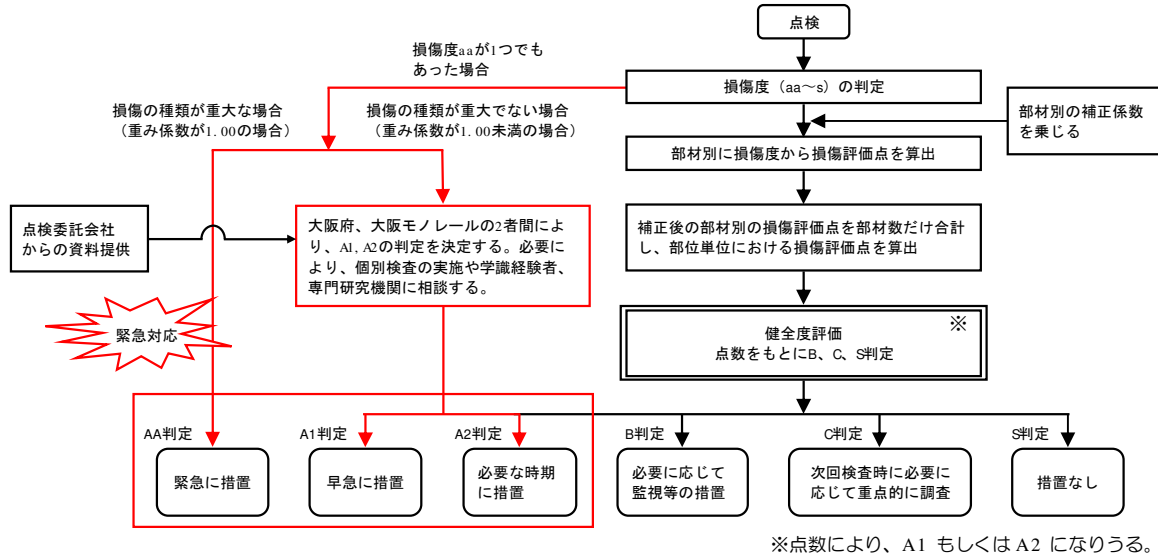 点検
損傷度aaが1つでも
あった場合
損傷度（aa～s）の判定
損傷の種類が重大な場合
（重み係数が1.00の場合）
損傷の種類が重大でない場合
（重み係数が1.00未満の場合）
部材別の補正係数
を乗じる
部材別に損傷度から損傷評価点を算出
点検委託会社
からの資料提供
大阪府、大阪モノレールの2者間によ
り、A1, A2の判定を決定する。必要に
より、個別検査の実施や学識経験者、
専門研究機関に相談する。
補正後の部材別の損傷評価点を部材数だけ合計
し、部位単位における損傷評価点を算出
緊急対応
健全度評価
※
点数をもとにB、C、S判定
AA判定
緊急に措置
A1判定
早急に措置
A2判定
必要な時期
に措置
B判定
必要に応じて
監視等の措置
C判定
次回検査時に必要に
応じて重点的に調査
S判定
措置なし
※点数により、A1 もしくは A2 になりうる。